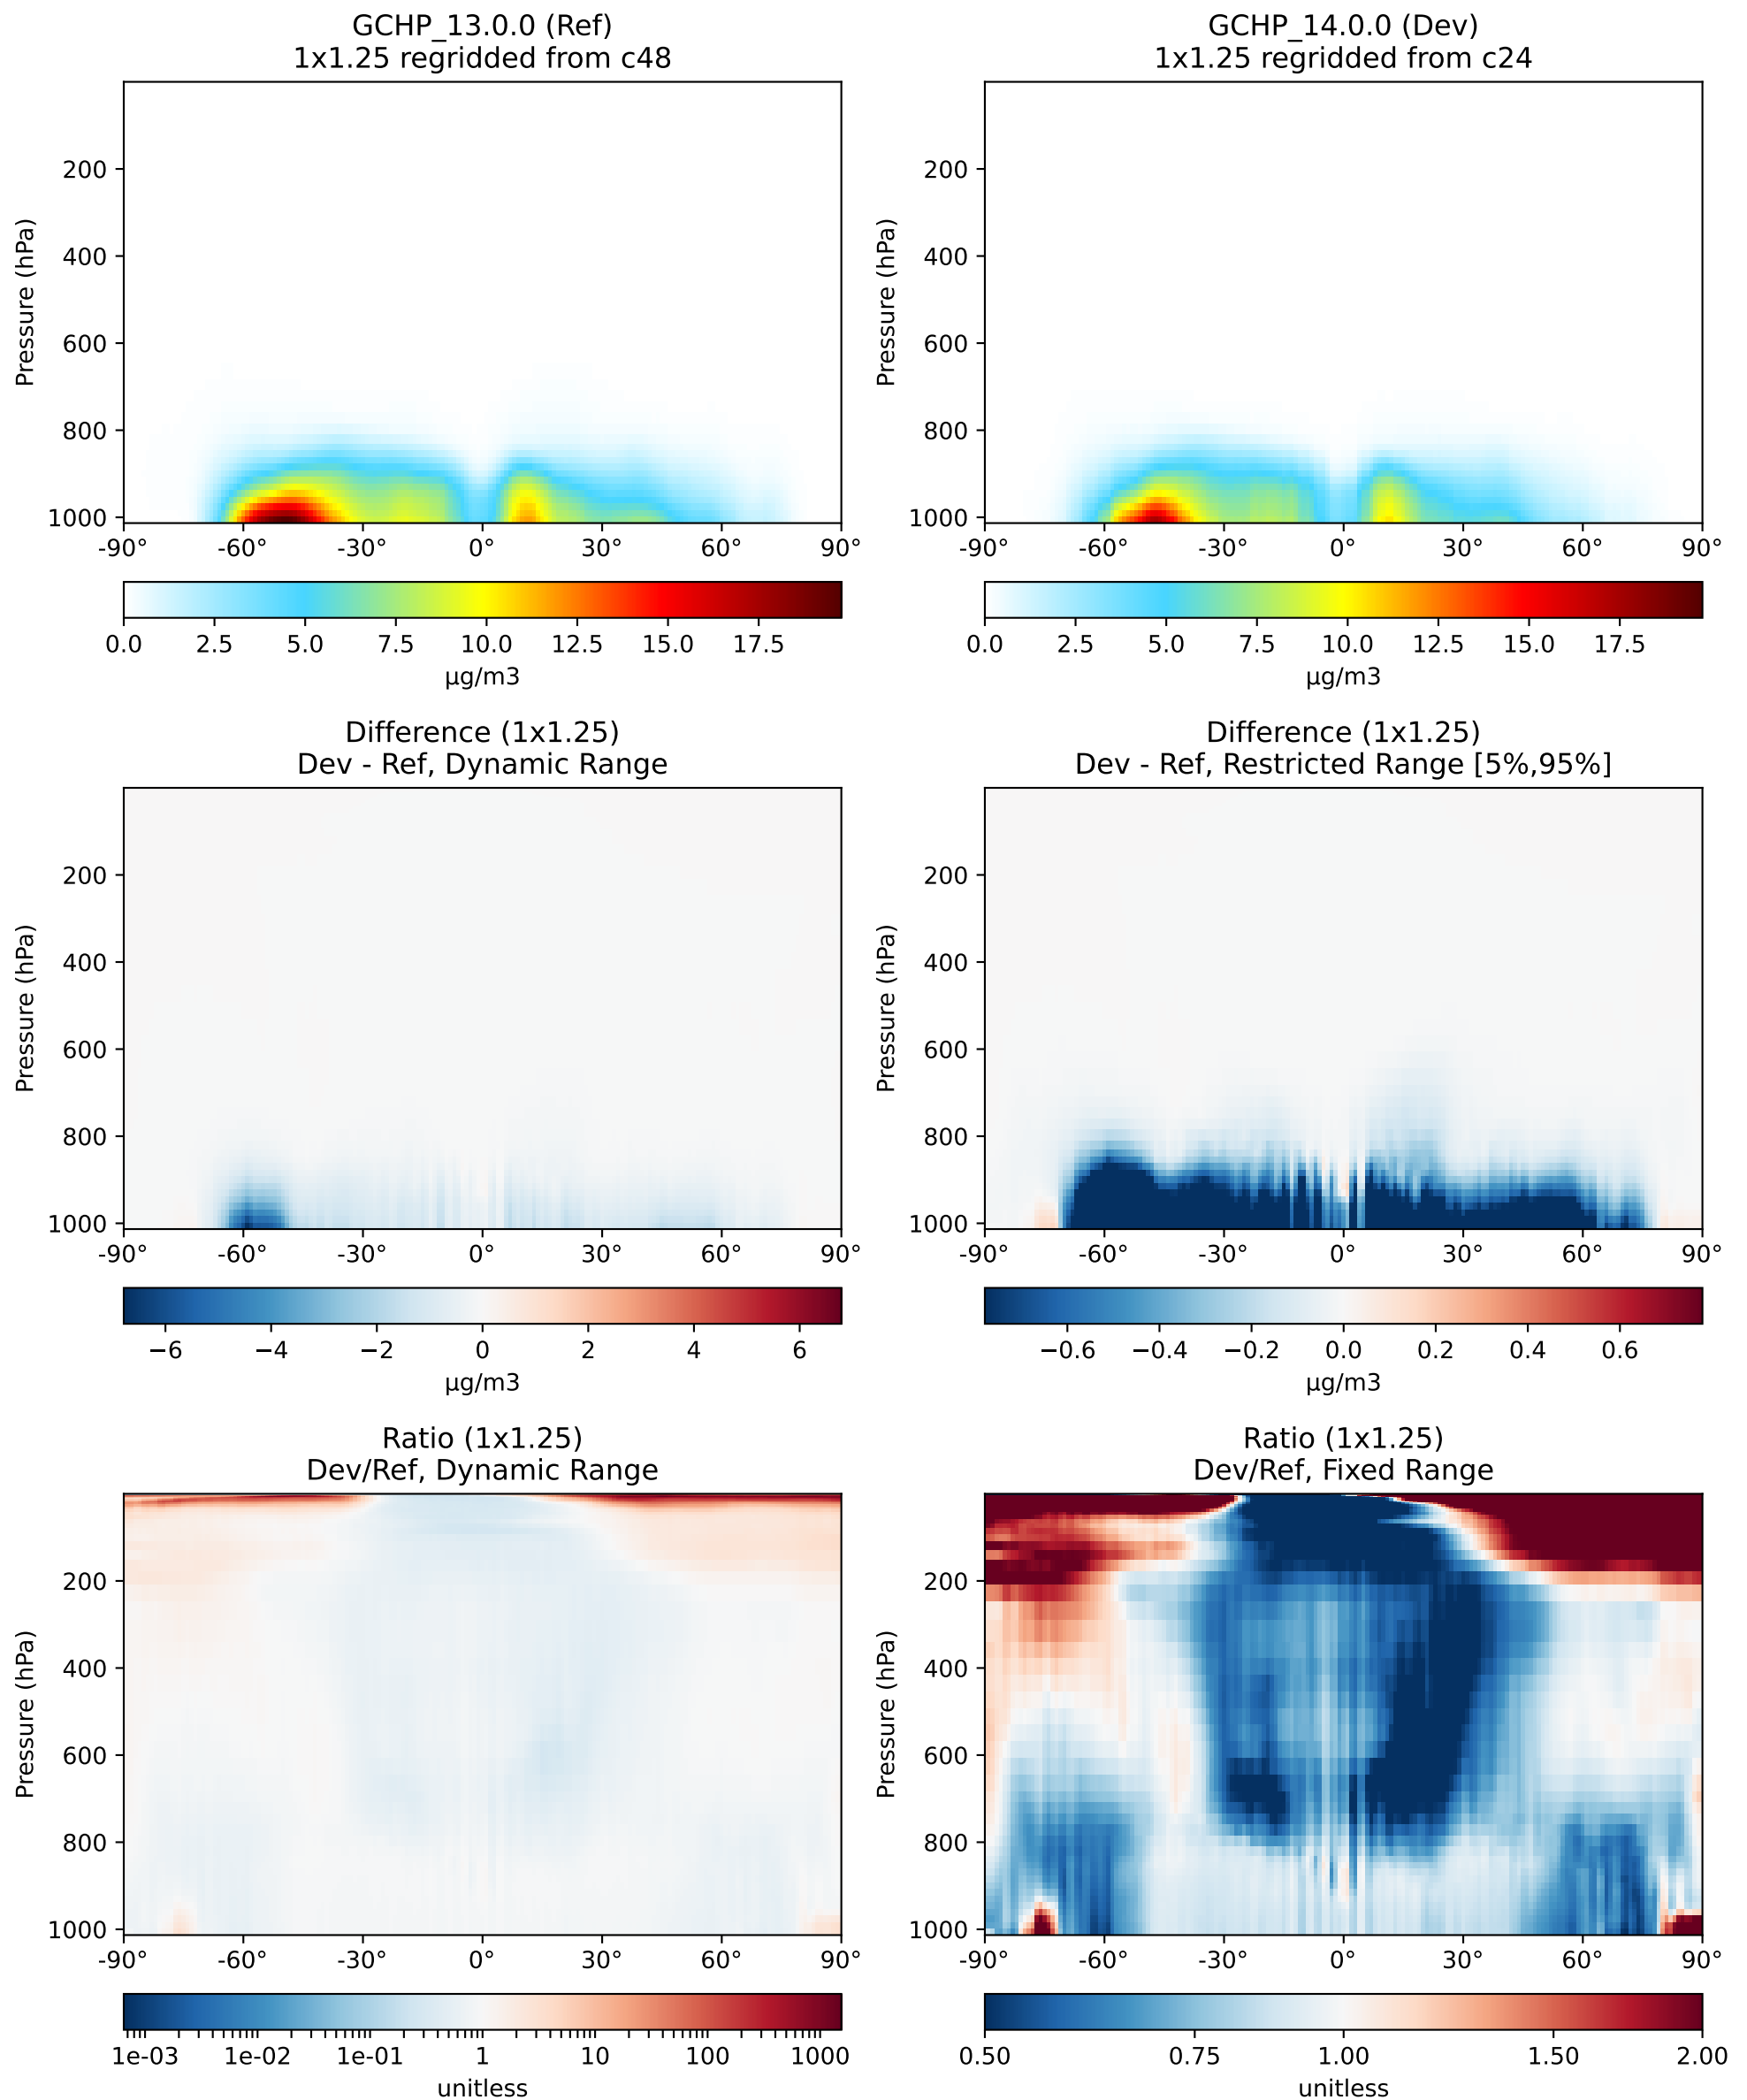 GCHP_13.0.0 (Ref)
1x1.25 regridded from c48
Pressure (hPa)
200
400
600
800
1000
-90° -60° -30° 0° 30° 60° 90°
0.0 2.5 5.0 7.5 10.0 12.5 15.0 17.5
μg/m3
GCHP_14.0.0 (Dev)
1x1.25 regridded from c24
Pressure (hPa)
200
400
600
800
1000
-90° -60° -30° 0° 30° 60° 90°
0.0 2.5 5.0 7.5 10.0 12.5 15.0 17.5
μg/m3
Difference (1x1.25)
Dev - Ref, Dynamic Range
Pressure (hPa)
200
400
600
800
1000
-90° -60° -30° 0° 30° 60° 90°
−6 −4 −2 0 2 4 6
μg/m3
Difference (1x1.25)
Dev - Ref, Restricted Range [5%,95%]
Pressure (hPa)
200
400
600
800
1000
-90° -60° -30° 0° 30° 60° 90°
−0.6 −0.4 −0.2 0.0 0.2 0.4 0.6
μg/m3
Ratio (1x1.25)
Dev/Ref, Dynamic Range
Pressure (hPa)
200
400
600
800
1000
-90° -60° -30° 0° 30° 60° 90°
1e-03 1e-02 1e-01 1 10 100 1000
unitless
Ratio (1x1.25)
Dev/Ref, Fixed Range
Pressure (hPa)
200
400
600
800
1000
-90° -60° -30° 0° 30° 60° 90°
0.50 0.75 1.00 1.50 2.00
unitless